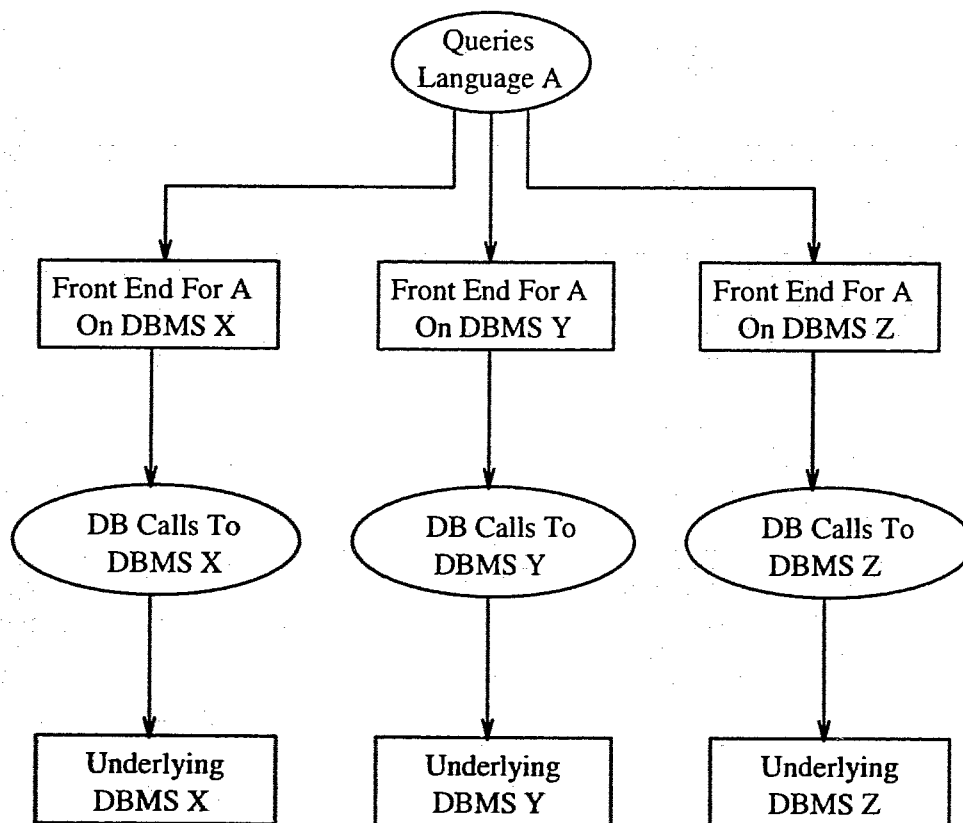 Queries
Language A
Front End For A
On DBMS X
Front End For A
On DBMS Y
Front End For A
On DBMS Z
DB Calls To
DBMS X
DB Calls To
DBMS Y
DB Calls To
DBMS Z
Underlying
DBMS X
Underlying
DBMS Y
Underlying
DBMS Z